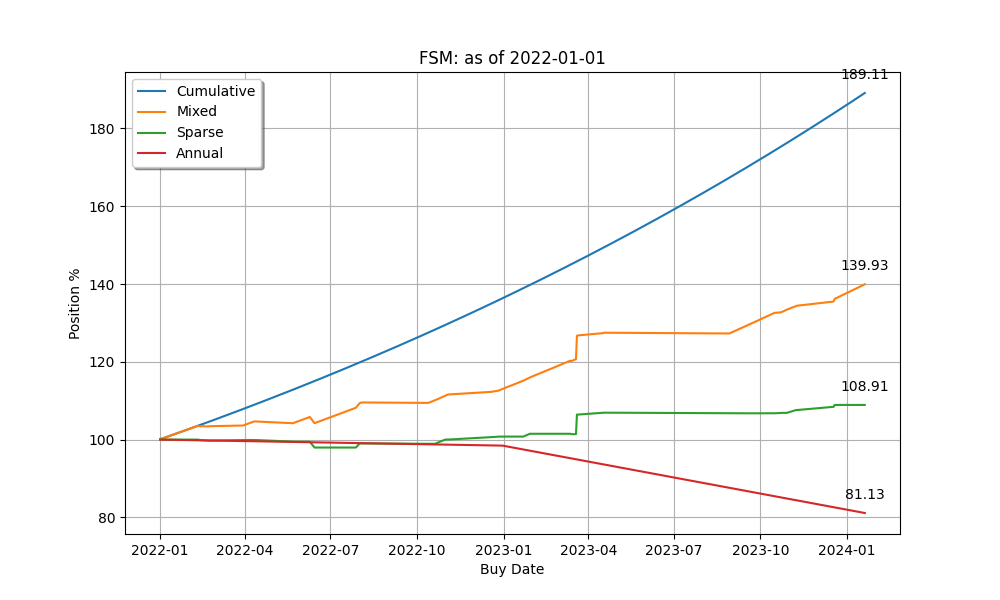 FSM: as of 2022-01-01
189.11
Cumulative
Mixed
Sparse
Annual
180
160
139.93
140
120
108.91
100
81.13
80
2022-01 2022-04 2022-07 2022-10 2023-01 2023-04 2023-07 2023-10 2024-01
Position %
Buy Date